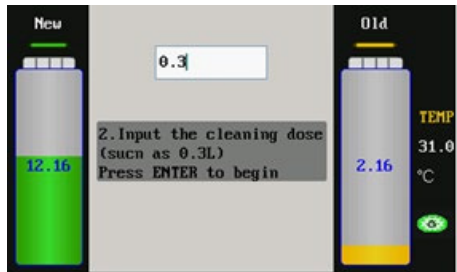 New
Old
0.3
2.Input the cleaning dose
(sucn as 0.3L)
Press ENTER to begin
12.16
2.16
TEMP
31.0
°C